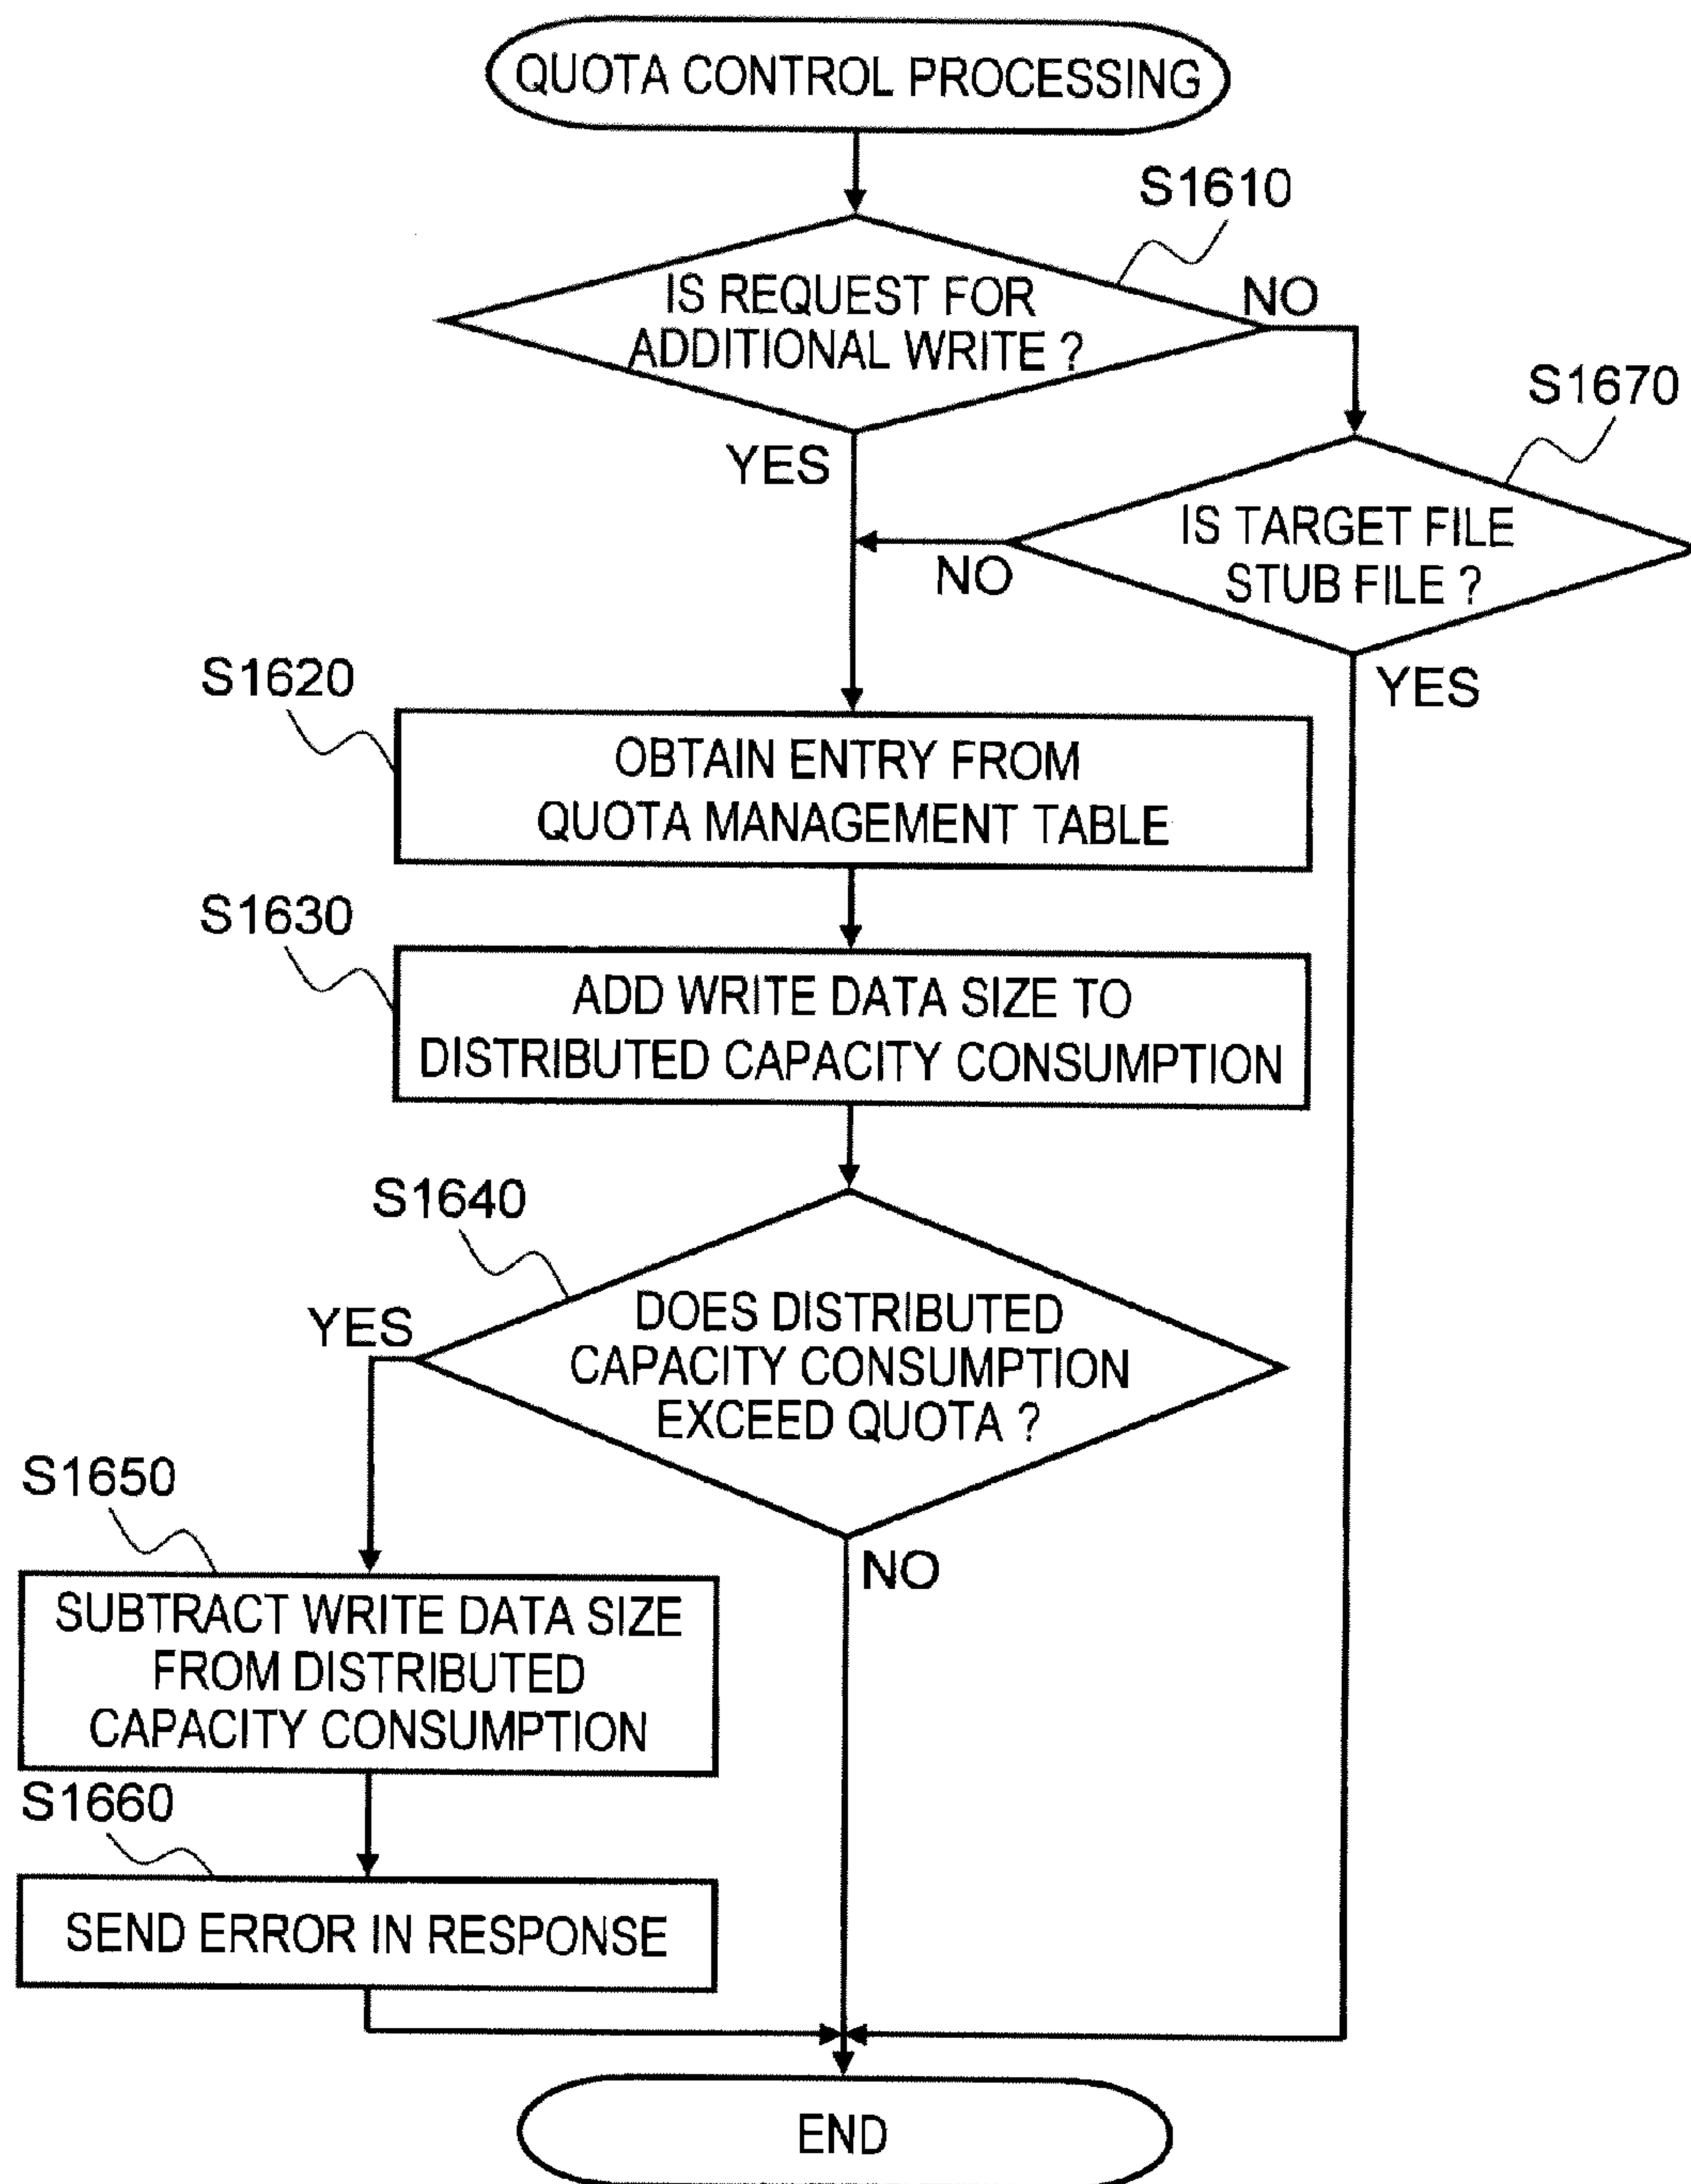 QUOTA CONTROL PROCESSING
S1610
IS REQUEST FOR
ADDITIONAL WRITE ?
NO
YES
S1670
IS TARGET FILE
STUB FILE ?
NO
YES
S1620
OBTAIN ENTRY FROM
QUOTA MANAGEMENT TABLE
S1630
ADD WRITE DATA SIZE TO
DISTRIBUTED CAPACITY CONSUMPTION
S1640
DOES DISTRIBUTED
CAPACITY CONSUMPTION
EXCEED QUOTA ?
YES
NO
S1650
SUBTRACT WRITE DATA SIZE
FROM DISTRIBUTED
CAPACITY CONSUMPTION
S1660
SEND ERROR IN RESPONSE
END